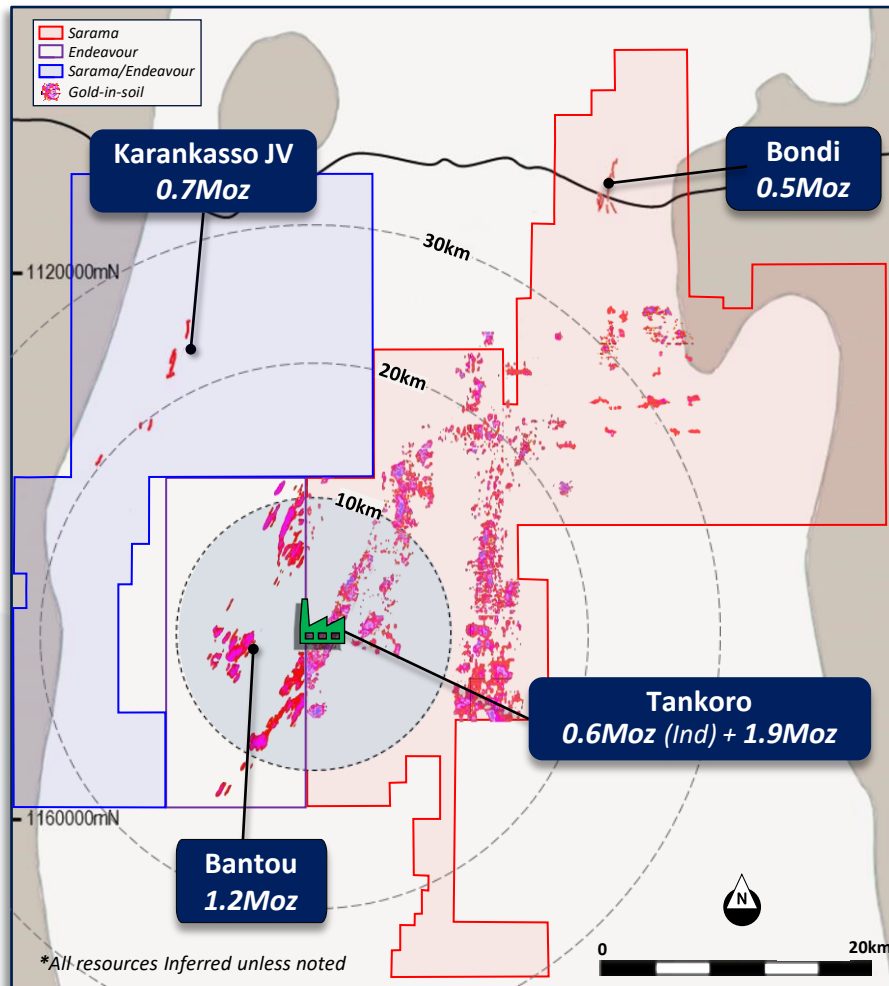 Sarama
Endeavour
Sarama/Endeavour
Gold-in-soil
Karankasso JV
0.7Moz
Bondi
0.5Moz
30km
1120000mN
20km
10km
Tankoro
0.6Moz (Ind) + 1.9Moz
1160000mN
Bantou
1.2Moz
N
*All resources Inferred unless noted
0
20km